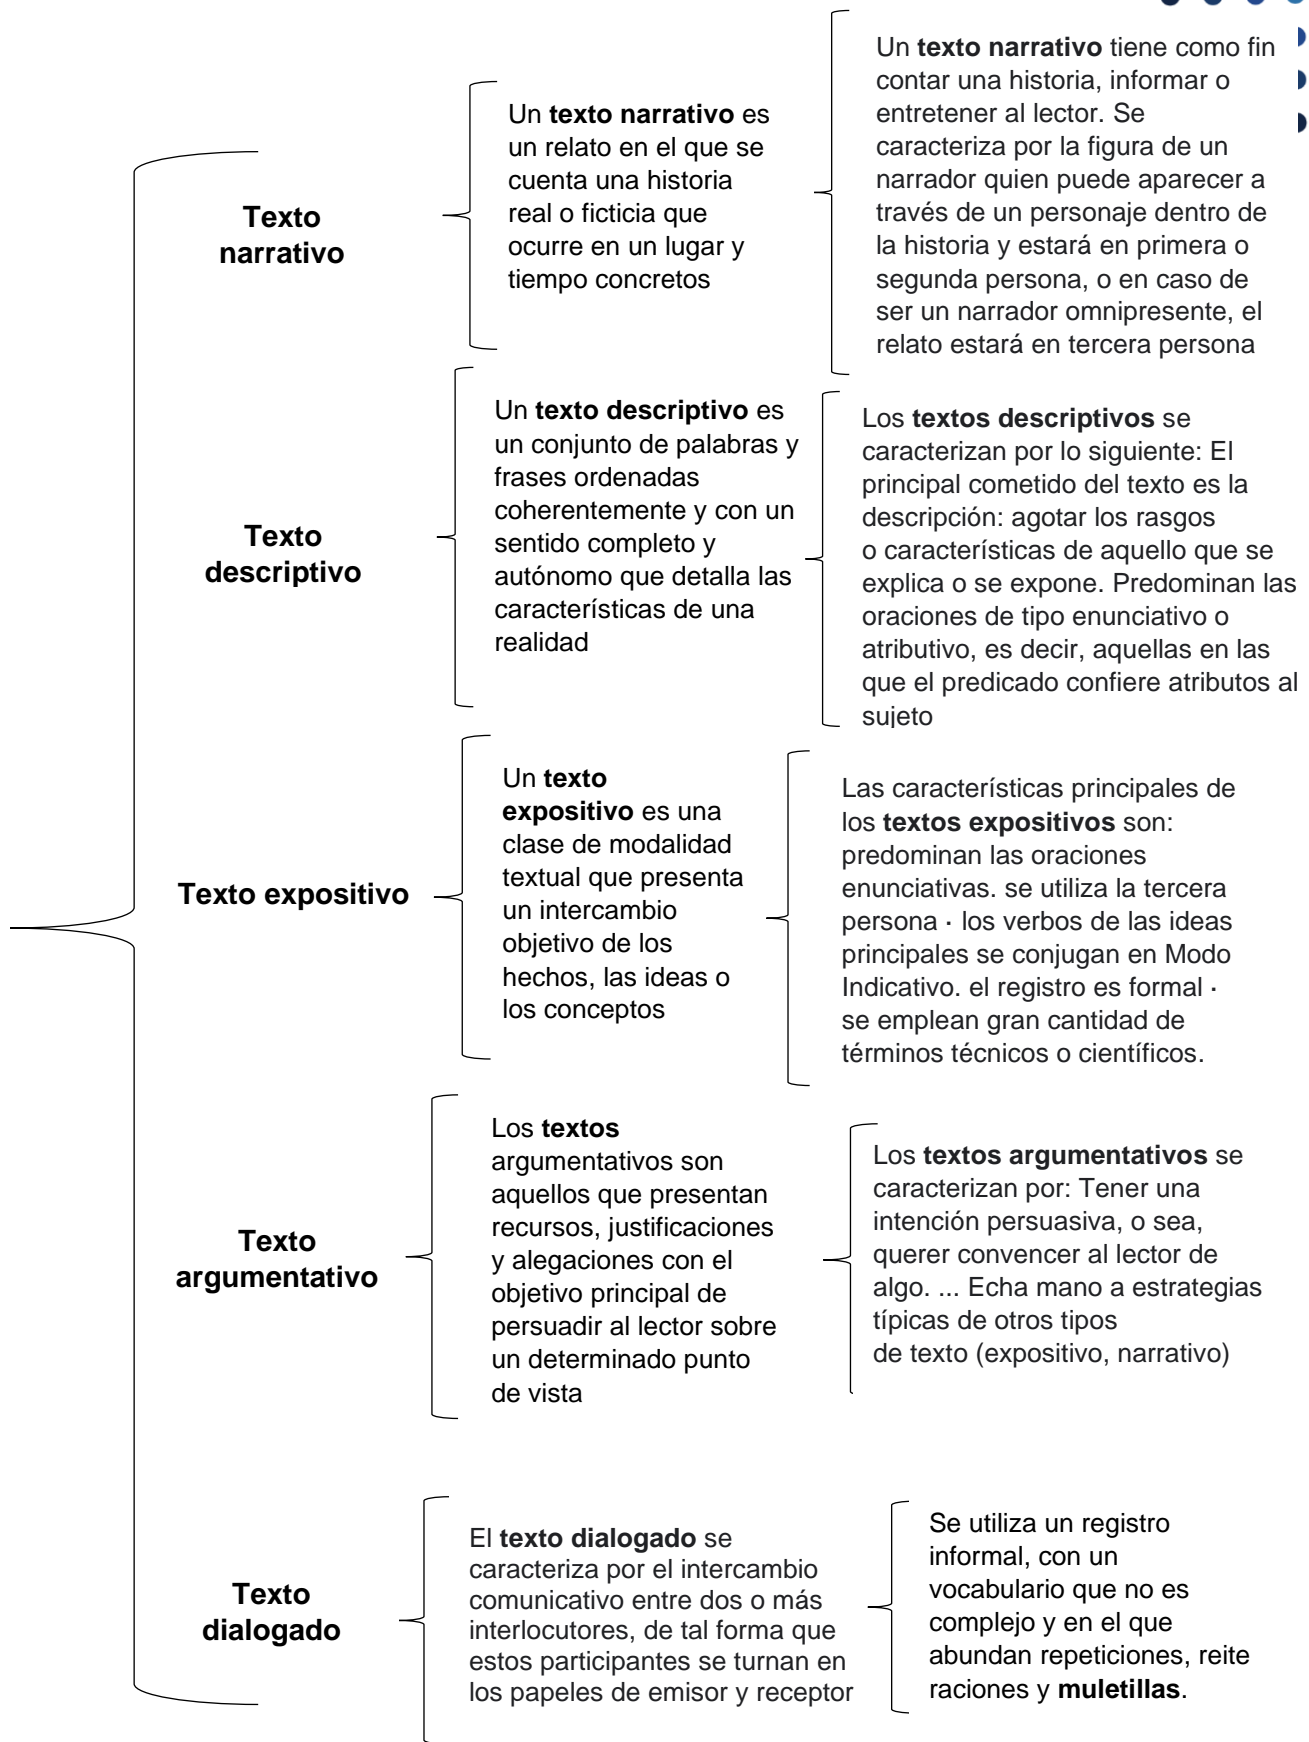 Texto
narrativo
Un texto narrativo es
un relato en el que se
cuenta una historia
real o ficticia que
ocurre en un lugar y
tiempo concretos
Un texto narrativo tiene como fin
contar una historia, informar o
entretener al lector. Se
caracteriza por la figura de un
narrador quien puede aparecer a
través de un personaje dentro de
la historia y estará en primera o
segunda persona, o en caso de
ser un narrador omnipresente, el
relato estará en tercera persona
Texto
descriptivo
Un texto descriptivo es
un conjunto de palabras y
frases ordenadas
coherentemente y con un
sentido completo y
autónomo que detalla las
características de una
realidad
Los textos descriptivos se
caracterizan por lo siguiente: El
principal cometido del texto es la
descripción: agotar los rasgos
o características de aquello que se
explica o se expone. Predominan las
oraciones de tipo enunciativo o
atributivo, es decir, aquellas en las
que el predicado confiere atributos al
sujeto
Texto expositivo
Un texto
expositivo es una
clase de modalidad
textual que presenta
un intercambio
objetivo de los
hechos, las ideas o
los conceptos
Las características principales de
los textos expositivos son:
predominan las oraciones
enunciativas. se utiliza la tercera
persona · los verbos de las ideas
principales se conjugan en Modo
Indicativo. el registro es formal ·
se emplean gran cantidad de
términos técnicos o científicos.
Texto
argumentativo
Los textos
argumentativos son
aquellos que presentan
recursos, justificaciones
y alegaciones con el
objetivo principal de
persuadir al lector sobre
un determinado punto
de vista
Los textos argumentativos se
caracterizan por: Tener una
intención persuasiva, o sea,
querer convencer al lector de
algo. ... Echa mano a estrategias
típicas de otros tipos
de texto (expositivo, narrativo)
Texto
dialogado
El texto dialogado se
caracteriza por el intercambio
comunicativo entre dos o más
interlocutores, de tal forma que
estos participantes se turnan en
los papeles de emisor y receptor
Se utiliza un registro
informal, con un
vocabulario que no es
complejo y en el que
abundan repeticiones, reite
raciones y muletillas.